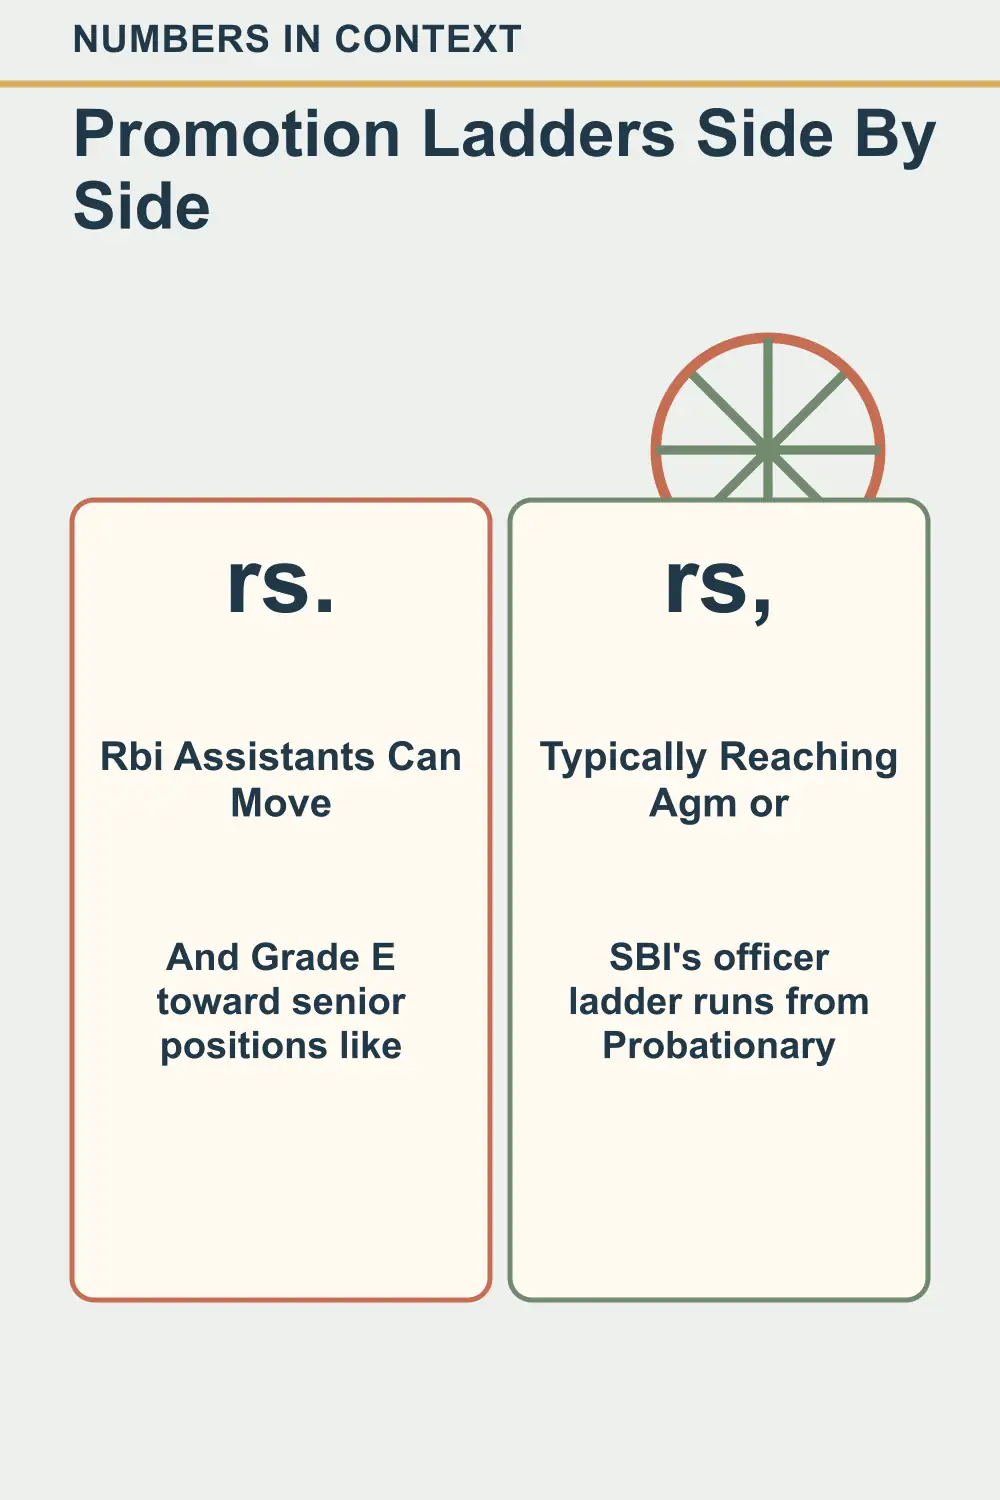 NUMBERS IN CONTEXT
Promotion Ladders Side By
Side
rs.
Rbi Assistants Can
Move
And Grade E
toward senior
positions like
rs,
Typically Reaching
Agm or
SBI's officer
ladder runs from
Probationary